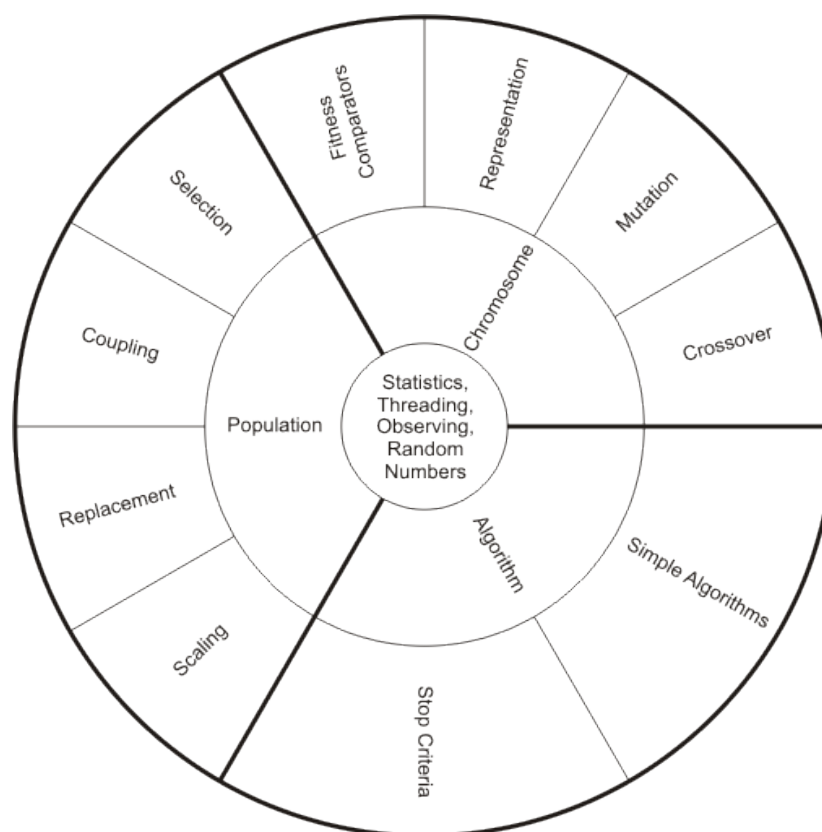 Fitness
Comparators
Representation
Mutation
Crossover
Selection
Coupling
Replacement
Scaling
Population
Chromosome
Algorithm
Statistics,
Threading,
Observing,
Random
Numbers
Simple Algorithms
Stop Criteria